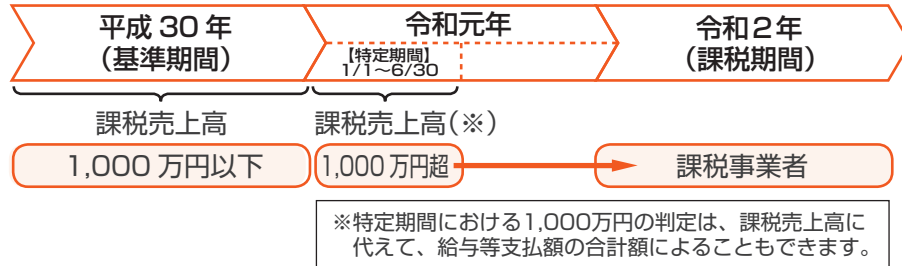 平成 30 年
(基準期間)
令和元年
【特定期間】
1/1〜6/30
令和2年
(課税期間)
課税売上高
課税売上高(※)
1,000 万円以下
1,000 万円超
課税事業者
※特定期間における1,000万円の判定は、課税売上高に
代えて、給与等支払額の合計額によることもできます。